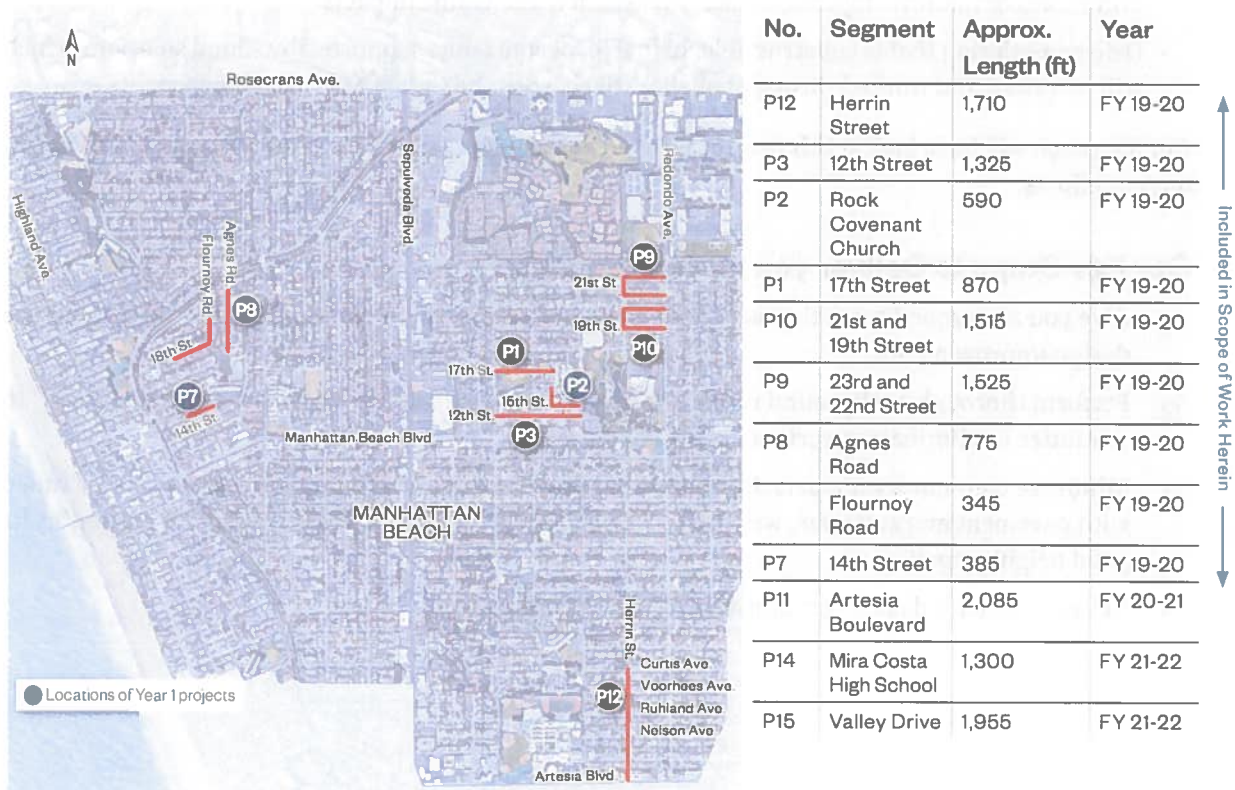 N
Rosecrans Ave.
Sepulveda Blvd
Redondo Ave.
Highland Ave.
Agnes Rd
Flournoy Rd
P9
21st St
P8
19th St.
P10
18th St.
P1
17th St.
P2
P7
15th St.
14th St.
12th St.
P3
Manhattan Beach Blvd
MANHATTAN
BEACH
Herrin St.
Curtis Ave.
Voorhees Ave.
P12
Ruhland Ave.
Nelson Ave
Artesia Blvd
Locations of Year 1 projects
No. Segment Approx. Length (ft) Year
P12 Herrin Street 1,710 FY 19-20
P3 12th Street 1,325 FY 19-20
P2 Rock Covenant Church 590 FY 19-20
P1 17th Street 870 FY 19-20
P10 21st and 19th Street 1,515 FY 19-20
P9 23rd and 22nd Street 1,525 FY 19-20
P8 Agnes Road 775 FY 19-20
Flournoy Road 345 FY 19-20
P7 14th Street 385 FY 19-20
P11 Artesia Boulevard 2,085 FY 20-21
P14 Mira Costa High School 1,300 FY 21-22
P15 Valley Drive 1,955 FY 21-22
Included in Scope of Work Herein